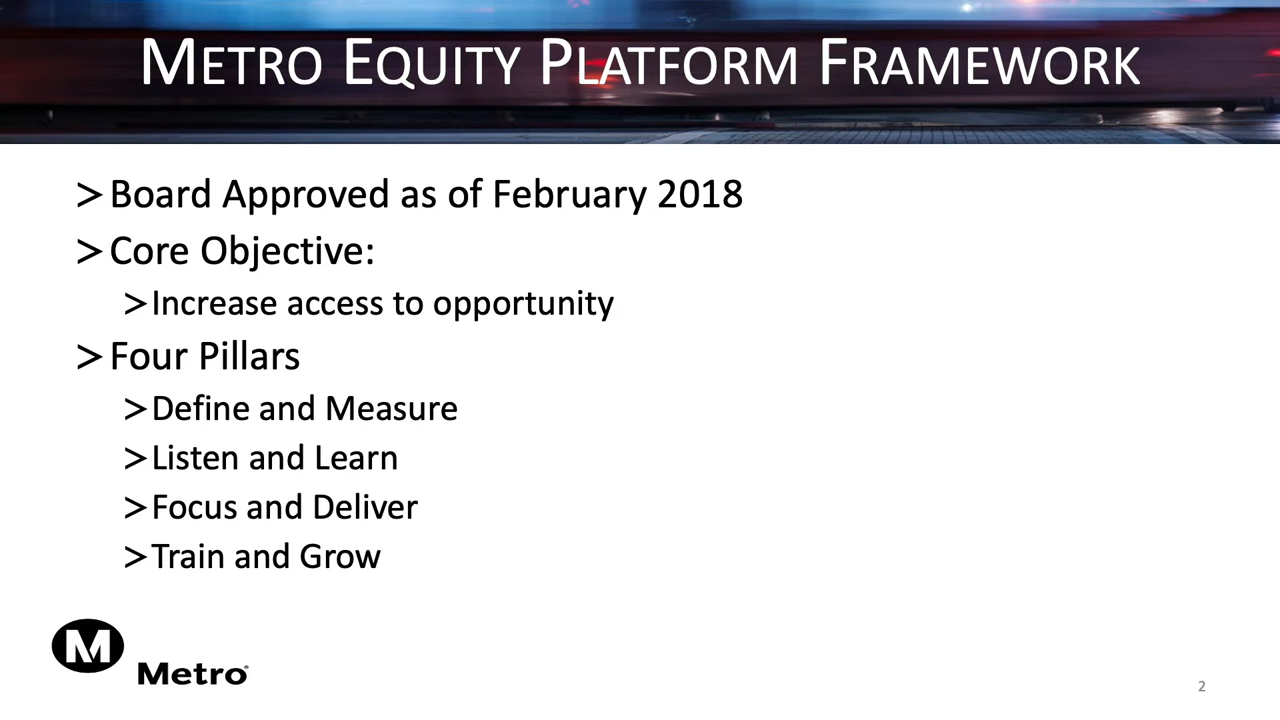 METRO EQUITY PLATFORM FRAMEWORK
> Board Approved as of February 2018
> Core Objective:
> Increase access to opportunity
> Four Pillars
> Define and Measure
> Listen and Learn
> Focus and Deliver
> Train and Grow
M
Metro®
2